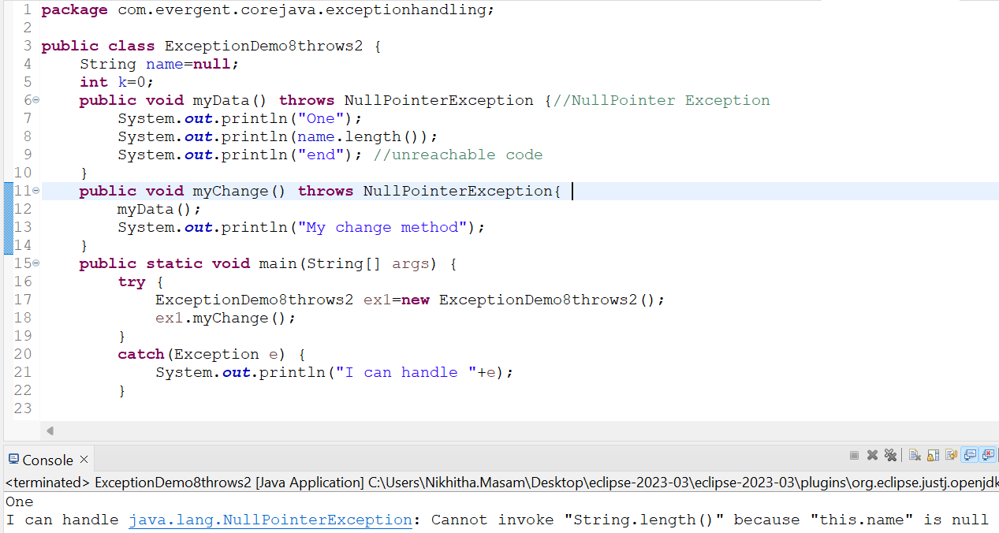 1 package com.evergent.corejava.exceptionhandling;
2
3 public class ExceptionDemo8throws2 {
4     String name=null;
5     int k=0;
6     public void myData() throws NullPointerException {//NullPointer Exception
7         System.out.println("One");
8         System.out.println(name.length());
9         System.out.println("end"); //unreachable code
10     }
11     public void myChange() throws NullPointerException{
12         myData();
13         System.out.println("My change method");
14     }
15     public static void main(String[] args) {
16         try {
17             ExceptionDemo8throws2 ex1=new ExceptionDemo8throws2();
18             ex1.myChange();
19         }
20         catch(Exception e) {
21             System.out.println("I can handle "+e);
22         }
23
Console
<terminated> ExceptionDemo8throws2 [Java Application] C:\Users\Nikhitha.Masam\Desktop\eclipse-2023-03\eclipse-2023-03\plugins\org.eclipse.justj.openjdk
One
I can handle java.lang.NullPointerException: Cannot invoke "String.length()" because "this.name" is null